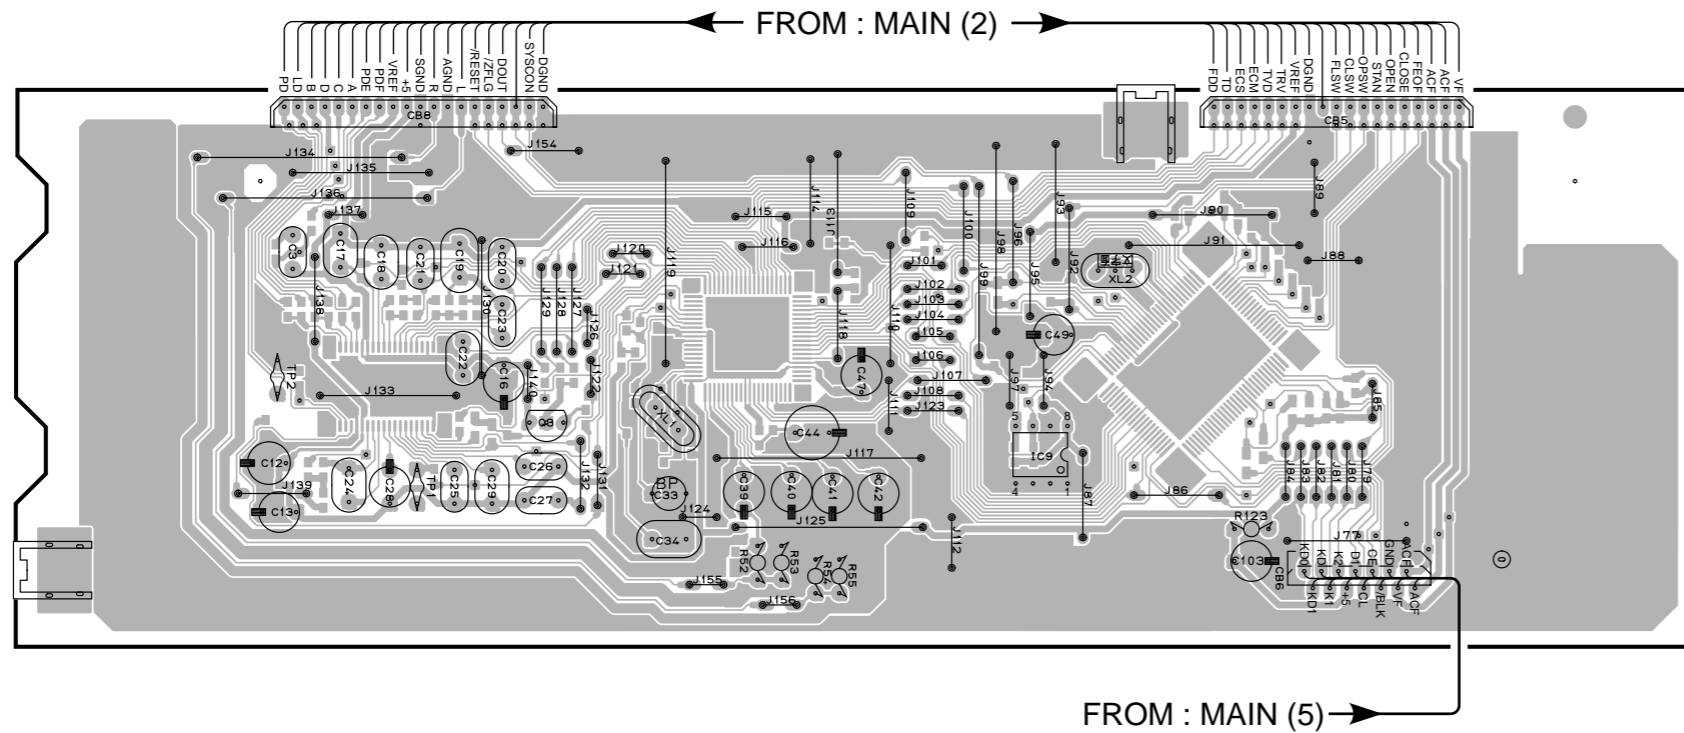 FROM : MAIN (2)
PD
LD
B
D
C
A
PDE
PDF
VREF
+5
SGND
R
AGND
L
/RESET
/ZFLG
DOUT
SYSCON
DGND
FDD
TD
ECS
ECM
TVD
TRV
VREF
DGND
FLSW
CLSW
OPSW
STAN
OPEN
CLOSE
FEOF
ACF
ACF
VF
CB8
CB5
J134
J135
J136
J137
J154
J119
J114
J113
J115
J116
J109
J100
J99
J98
J96
J95
J93
J92
J90
J91
J89
J88
C3
C17
C18
C21
C19
C20
J120
J121
J138
J130
C23
J129
J128
J127
J126
J118
J110
J101
J102
J103
J104
J105
J106
J107
J108
J123
XL2
C49
TP2
C22
C16
J140
J122
J133
Q8
XL1
C47
C44
J111
J97
J94
5
8
IC9
4
1
J85
C12
J139
C13
C24
C28
TP1
C25
C29
C26
C27
J132
J131
BP
C33
J124
C34
J117
C39
C40
C41
C42
J125
J112
J87
J86
J84
J83
J82
J81
J80
J79
R123
C103
J77
CB6
R52
R53
R54
R55
J155
J156
KD0
KD
K2
D1
CE
GND
ACF
KD1
K1
+5
CL
/BLK
VF
ACF
FROM : MAIN (5)